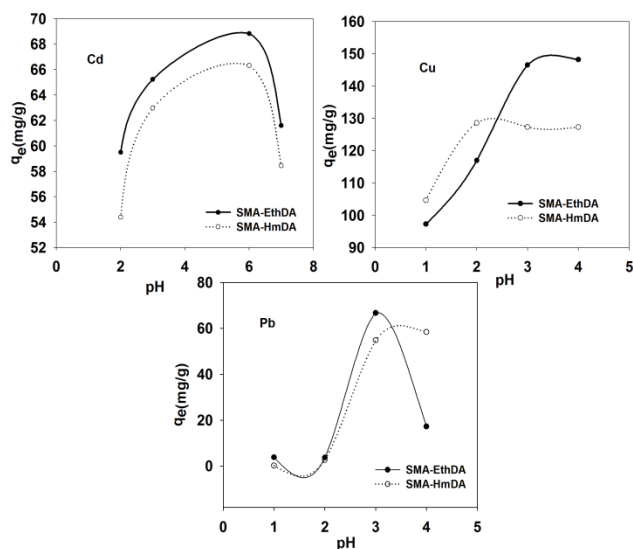 70
68
66
64
62
60
58
56
54
52
qe(mg/g)
Cd
SMA-EthDA
SMA-HmDA
0 2 4 6 8
pH
160
150
140
130
120
110
100
90
qe(mg/g)
Cu
SMA-EthDA
SMA-HmDA
0 1 2 3 4 5
pH
80
60
40
20
0
qe(mg/g)
Pb
SMA-EthDA
SMA-HmDA
0 1 2 3 4 5
pH